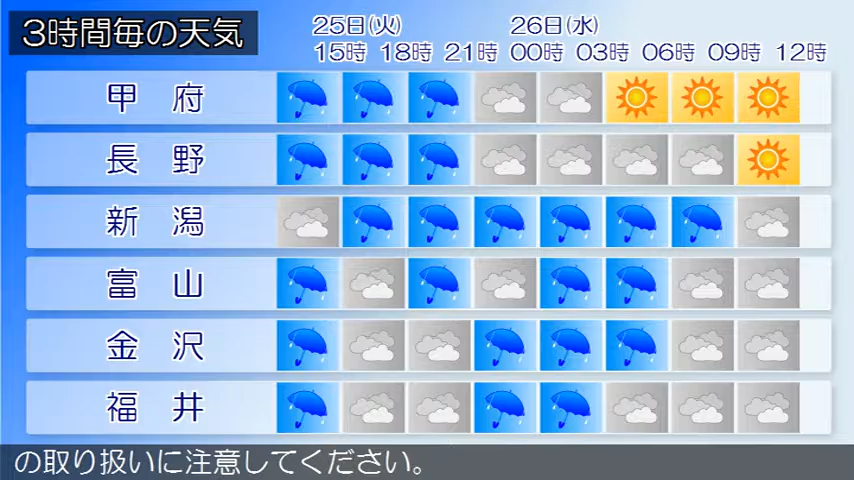 3時間毎の天気
25日(火) 26日(水)
15時 18時 21時 00時 03時 06時 09時 12時
甲府
長野
新潟
富山
金沢
福井
の取り扱いに注意してください。